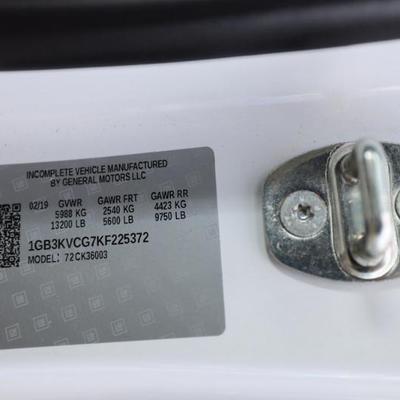 INCOMPLETE VEHICLE MANUFACTURED
BY GENERAL MOTORS LLC
02/19 GVWR GAWR FRT GAWR RR
5988 KG 2540 KG 4423 KG
13200 LB 5600 LB 9750 LB
1GB3KVCG7KF225372
MODEL: 72CK36003